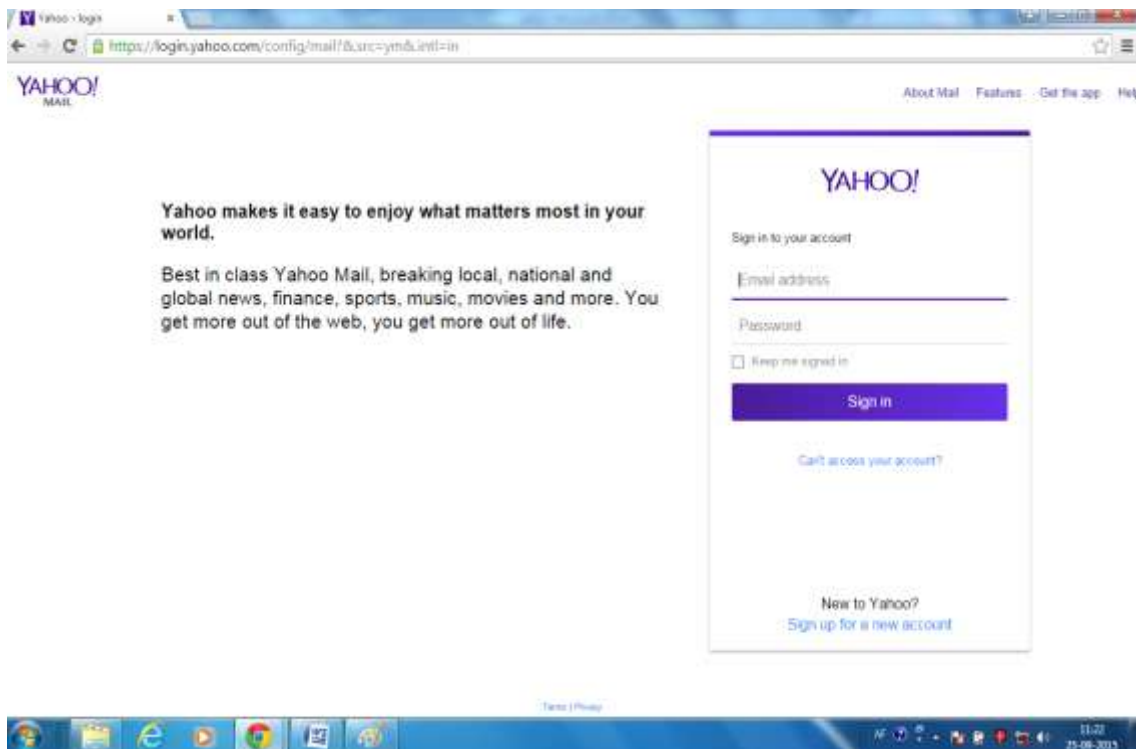 Yahoo - login
https://login.yahoo.com/config/mail?&.src=ym&.intl=in
YAHOO!
MAIL
About Mail Features Get the app Help
YAHOO!
Yahoo makes it easy to enjoy what matters most in your
world.
Best in class Yahoo Mail, breaking local, national and
global news, finance, sports, music, movies and more. You
get more out of the web, you get more out of life.
Sign in to your account
Email address
Password
Keep me signed in
Sign in
Can't access your account?
New to Yahoo?
Sign up for a new account
Terms | Privacy
11:22
25-08-2015